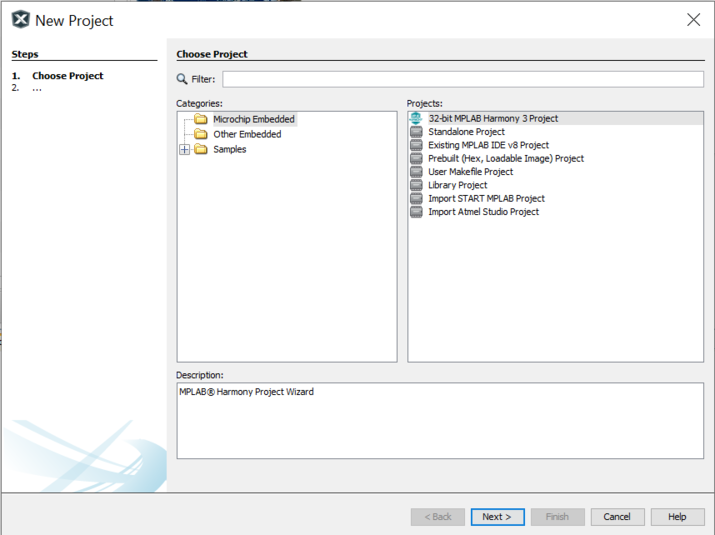 New Project
Steps
1. Choose Project
2. ...
Choose Project
Filter:
Categories:
Microchip Embedded
Other Embedded
Samples
Projects:
32-bit MPLAB Harmony 3 Project
Standalone Project
Existing MPLAB IDE v8 Project
Prebuilt (Hex, Loadable Image) Project
User Makefile Project
Library Project
Import START MPLAB Project
Import Atmel Studio Project
Description:
MPLAB® Harmony Project Wizard
< Back Next > Finish Cancel Help